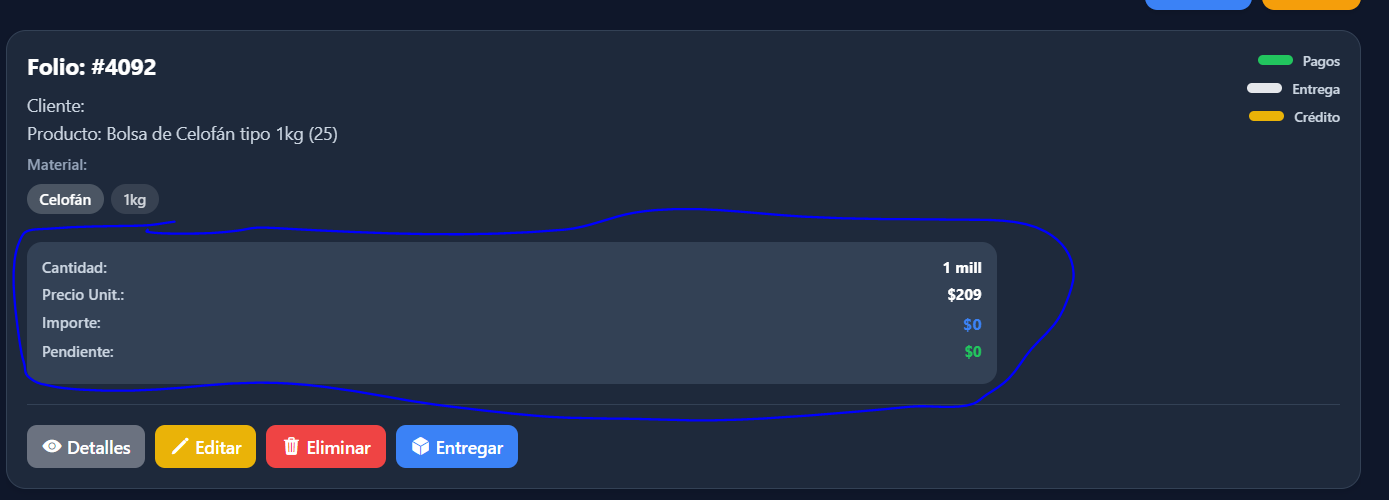 Folio: #4092
Pagos
Entrega
Crédito
Cliente:
Producto: Bolsa de Celofán tipo 1kg (25)
Material:
Celofán 1kg
Cantidad: 1 mill
Precio Unit.: $209
Importe: $0
Pendiente: $0
Detalles Editar Eliminar Entregar